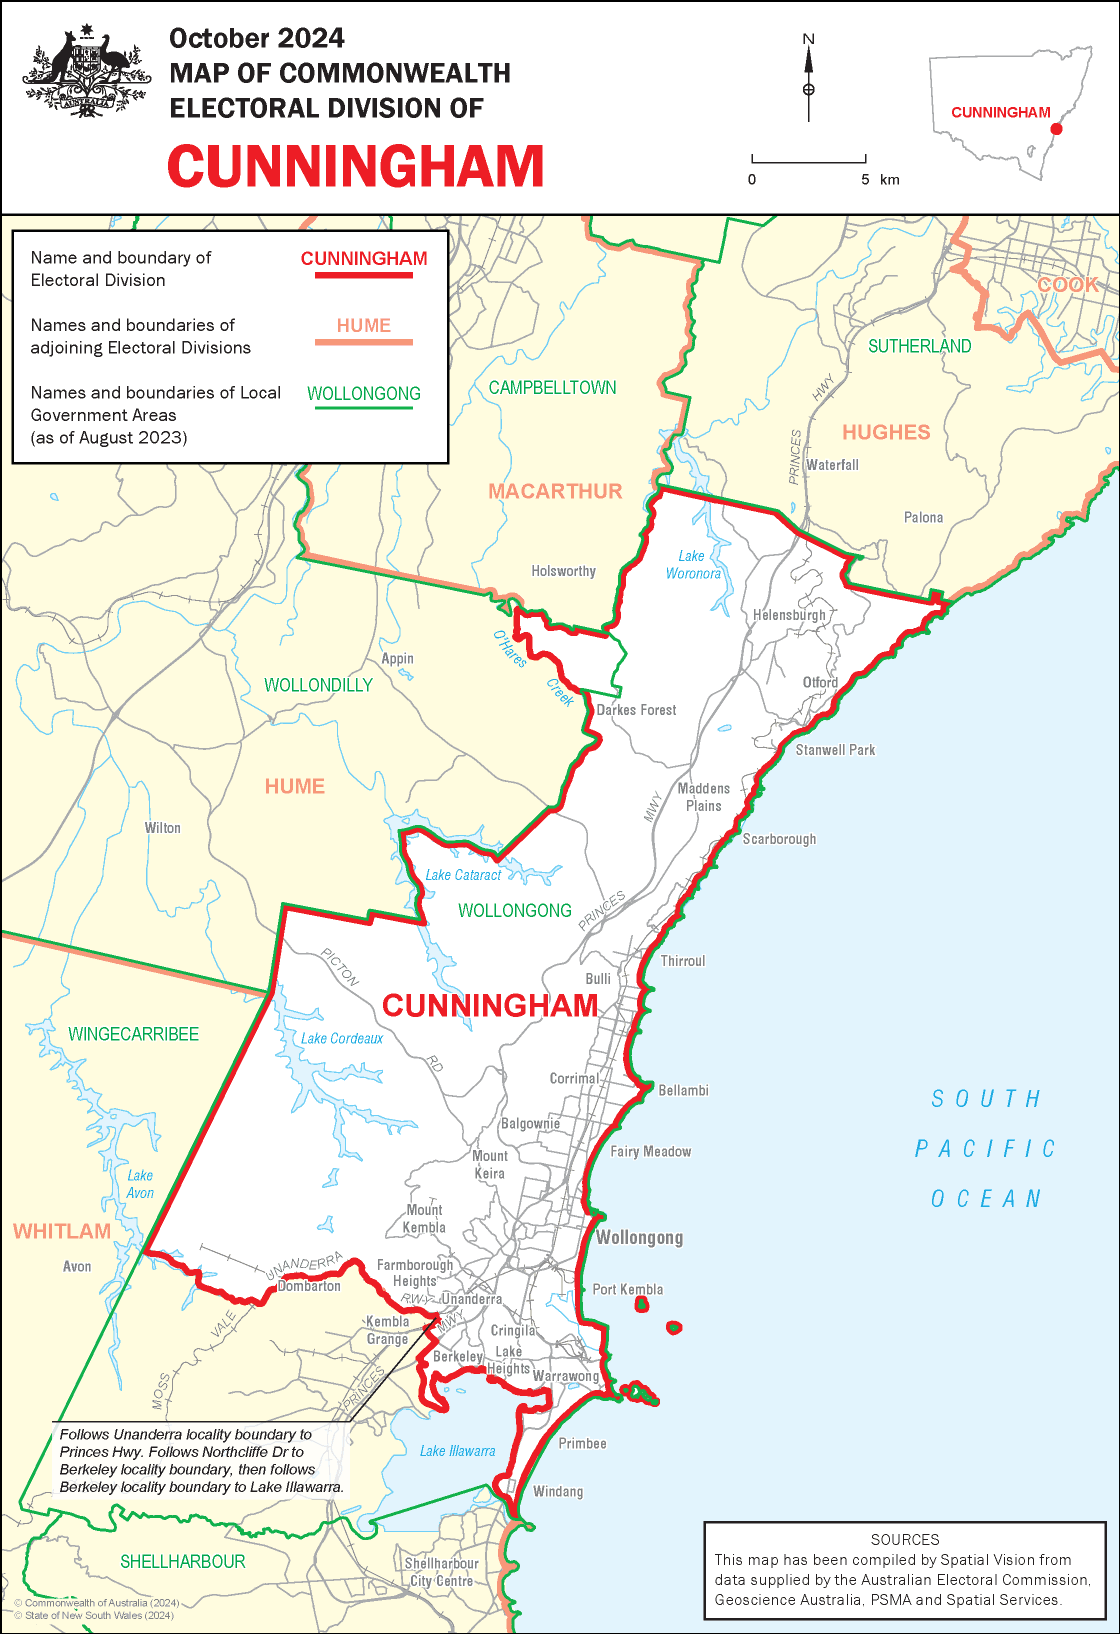 October 2024
MAP OF COMMONWEALTH
ELECTORAL DIVISION OF
CUNNINGHAM
AUSTRALIA
N
0 5 km
CUNNINGHAM
Name and boundary of
Electoral Division
CUNNINGHAM
Names and boundaries of
adjoining Electoral Divisions
HUME
Names and boundaries of Local
Government Areas
(as of August 2023)
WOLLONGONG
COOK
SUTHERLAND
CAMPBELLTOWN
HWY
PRINCES
HUGHES
Waterfall
MACARTHUR
Palona
Holsworthy
Lake
Woronora
Helensburgh
O'Hares
Creek
Appin
WOLLONDILLY
Otford
Darkes Forest
Stanwell Park
HUME
Maddens
Plains
MWY
Wilton
Scarborough
Lake Cataract
WOLLONGONG
PRINCES
PICTON
Thirroul
Bulli
CUNNINGHAM
WINGECARRIBEE
Lake Cordeaux
RD
Corrimal
Bellambi
SOUTH
PACIFIC
OCEAN
Balgownie
Fairy Meadow
Mount
Keira
Lake
Avon
Mount
Kembla
WHITLAM
Wollongong
Avon
UNANDERRA
Farmborough
Heights
Dombarton
Port Kembla
RWY
Unanderra
MWY
Kembla
Grange
VALE
Cringila
Lake
Heights
Berkeley
Warrawong
MOSS
PRINCES
Follows Unanderra locality boundary to
Princes Hwy. Follows Northcliffe Dr to
Berkeley locality boundary, then follows
Berkeley locality boundary to Lake Illawarra.
Lake Illawarra
Primbee
Windang
SHELLHARBOUR
Shellharbour
City Centre
SOURCES
This map has been compiled by Spatial Vision from
data supplied by the Australian Electoral Commission,
Geoscience Australia, PSMA and Spatial Services.
© Commonwealth of Australia (2024)
© State of New South Wales (2024)